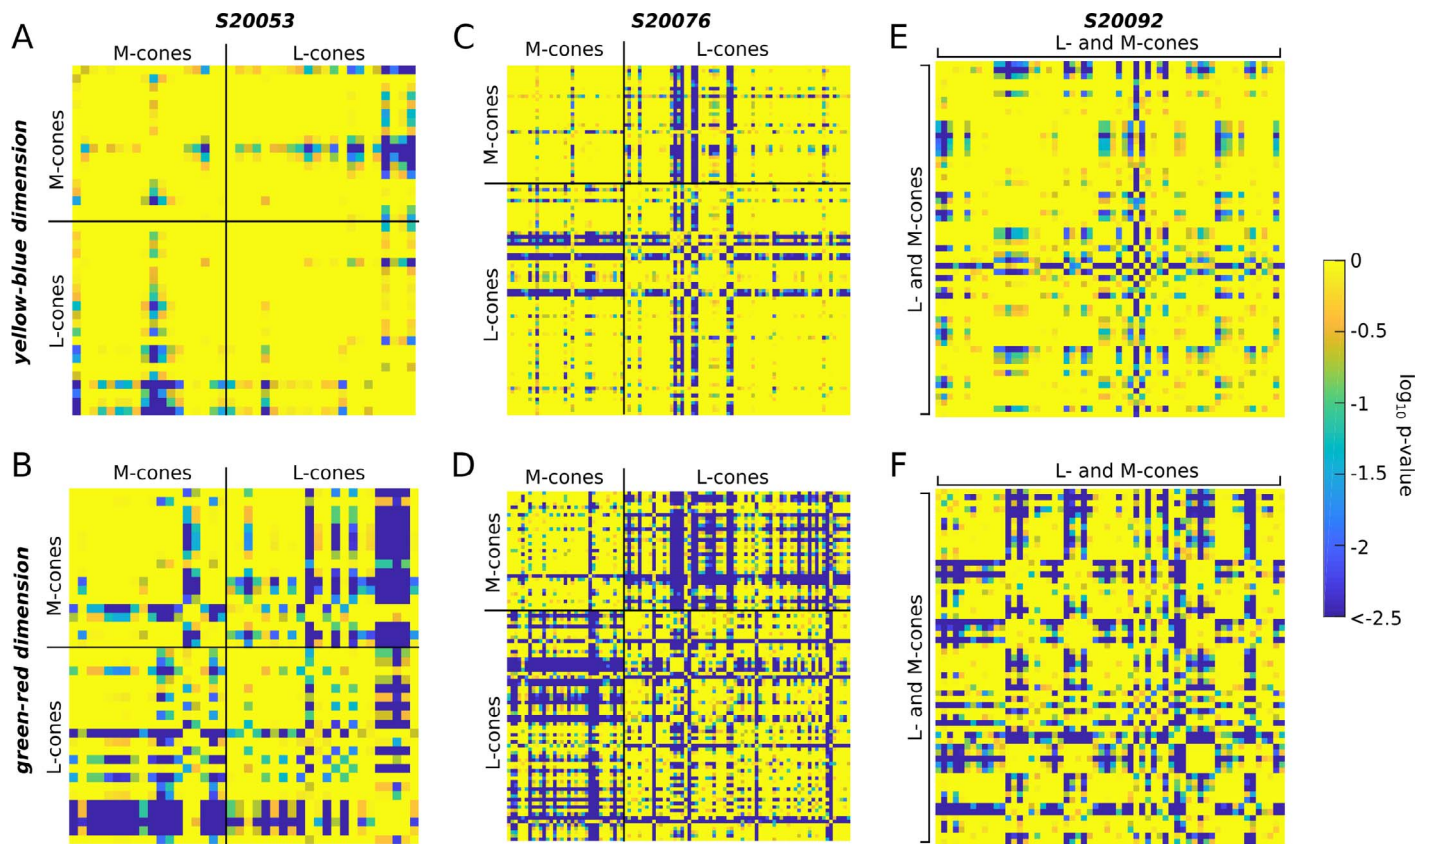 S20053
S20076
S20092
A
M-cones
L-cones
M-cones
L-cones
yellow-blue dimension
C
M-cones
L-cones
M-cones
L-cones
E
L- and M-cones
L- and M-cones
B
M-cones
L-cones
M-cones
L-cones
green-red dimension
D
M-cones
L-cones
M-cones
L-cones
F
L- and M-cones
L- and M-cones
0
-0.5
-1
-1.5
-2
<-2.5
log₁₀ p-value